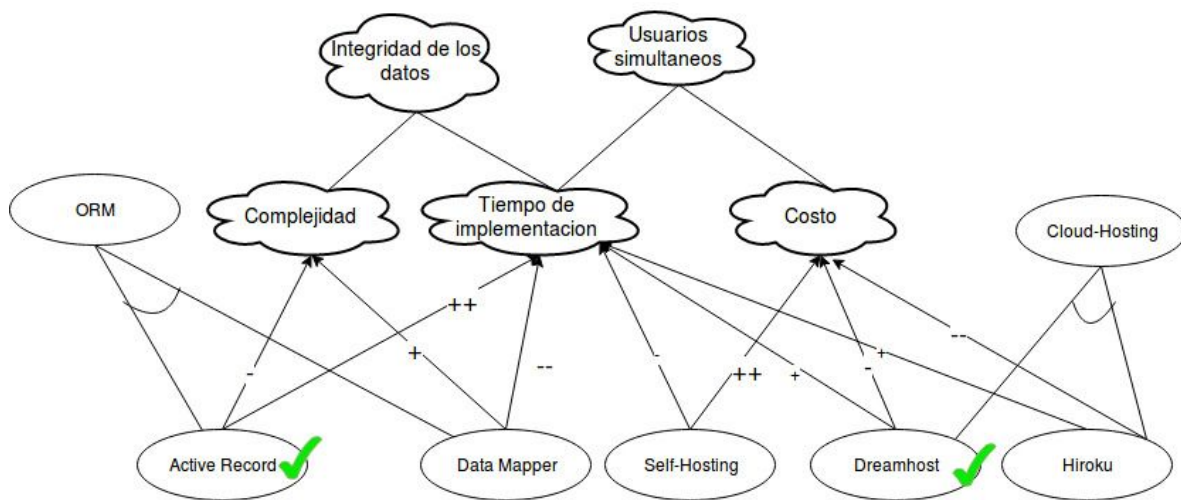 Integridad de los
datos
Usuarios
simultaneos
ORM
Complejidad
Tiempo de
implementacion
Costo
Cloud-Hosting
++
+
-
--
-
++
+
-
+
--
Active Record
Data Mapper
Self-Hosting
Dreamhost
Hiroku